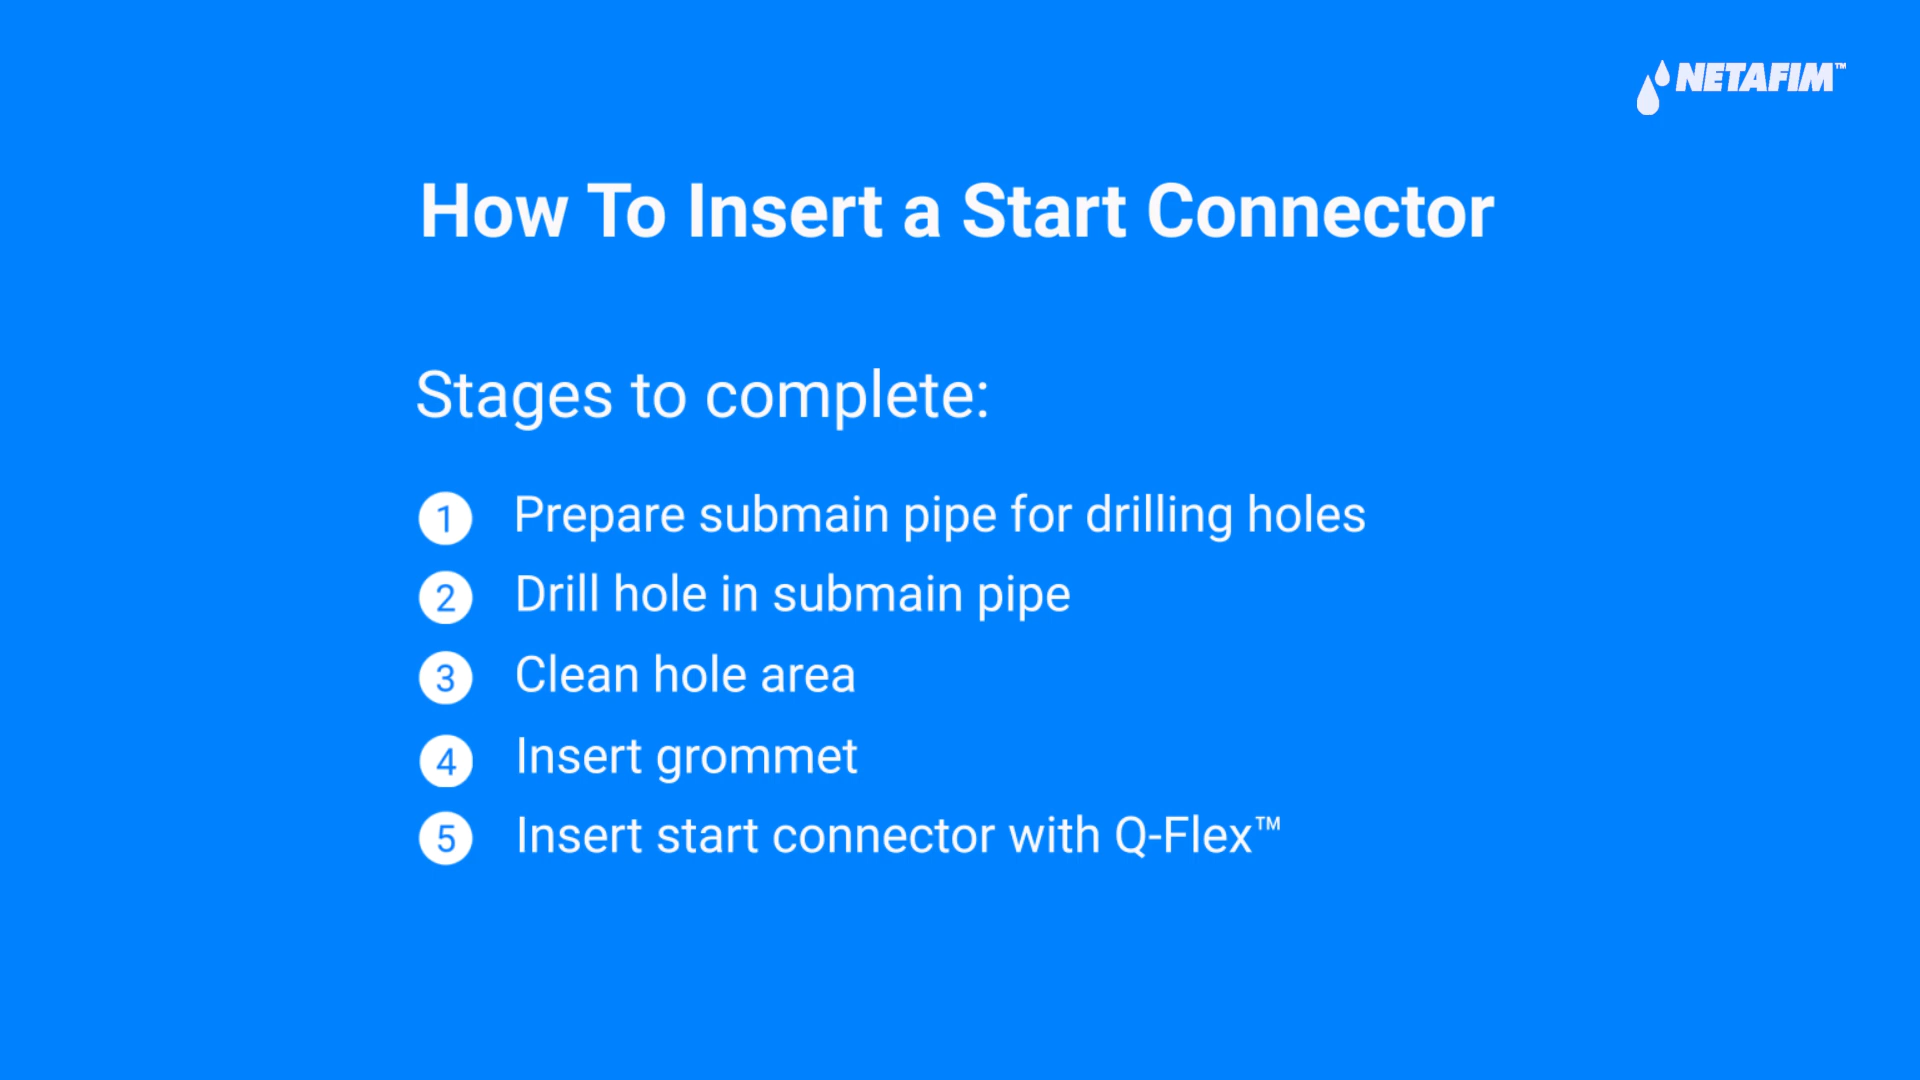 NETAFIM™
How To Insert a Start Connector
Stages to complete:
1 Prepare submain pipe for drilling holes
2 Drill hole in submain pipe
3 Clean hole area
4 Insert grommet
5 Insert start connector with Q-Flex™